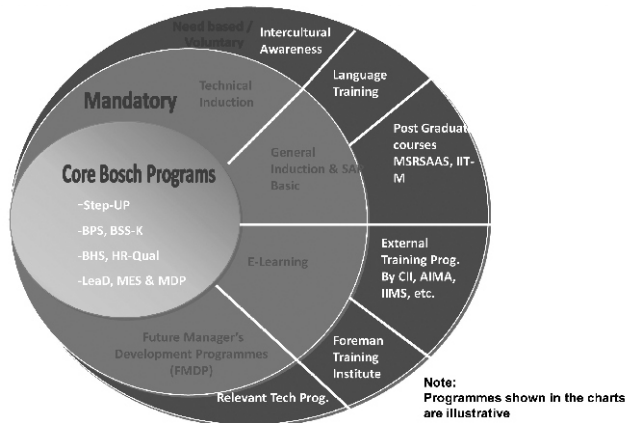 Need based /
Voluntary
Intercultural
Awareness
Language
Training
Post Graduate
courses
MSRSAAS, IIT-
M
External
Training Prog.
By CII, AIMA,
IIMS, etc.
Foreman
Training
Institute
Relevant Tech Prog.
Mandatory
Technical
Induction
General
Induction & SAP
Basic
E-Learning
Future Manager's
Development Programmes
(FMDP)
Core Bosch Programs
-Step-UP
-BPS, BSS-K
-BHS, HR-Qual
-LeaD, MES & MDP
Note:
Programmes shown in the charts
are illustrative